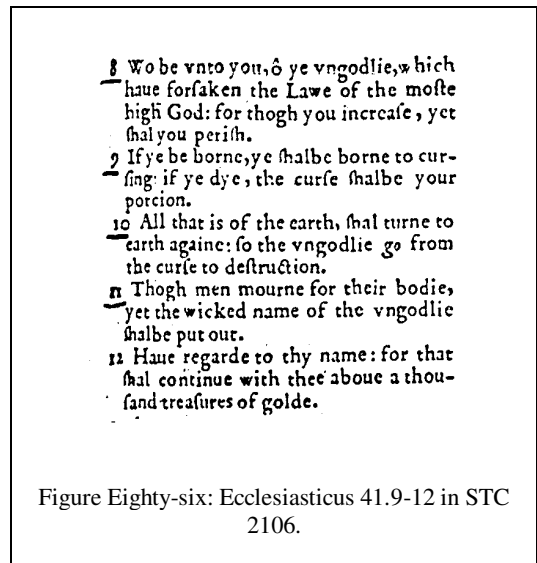 8 Wo be vnto you, ô ye vngodlie, which
haue forſaken the Lawe of the moſte
high God: for thogh you increaſe, yet
ſhal you periſh.
9 If ye be borne, ye ſhalbe borne to cur-
ſing: if ye dye, the curſe ſhalbe your
porcion.
10 All that is of the earth, ſhal turne to
earth againe: ſo the vngodlie go from
the curſe to deſtruction.
11 Thogh men mourne for their bodie,
yet the wicked name of the vngodlie
ſhalbe put out.
12 Haue regarde to thy name: for that
ſhal continue with thee aboue a thou-
ſand treaſures of golde.
Figure Eighty-six: Ecclesiasticus 41.9-12 in STC
2106.